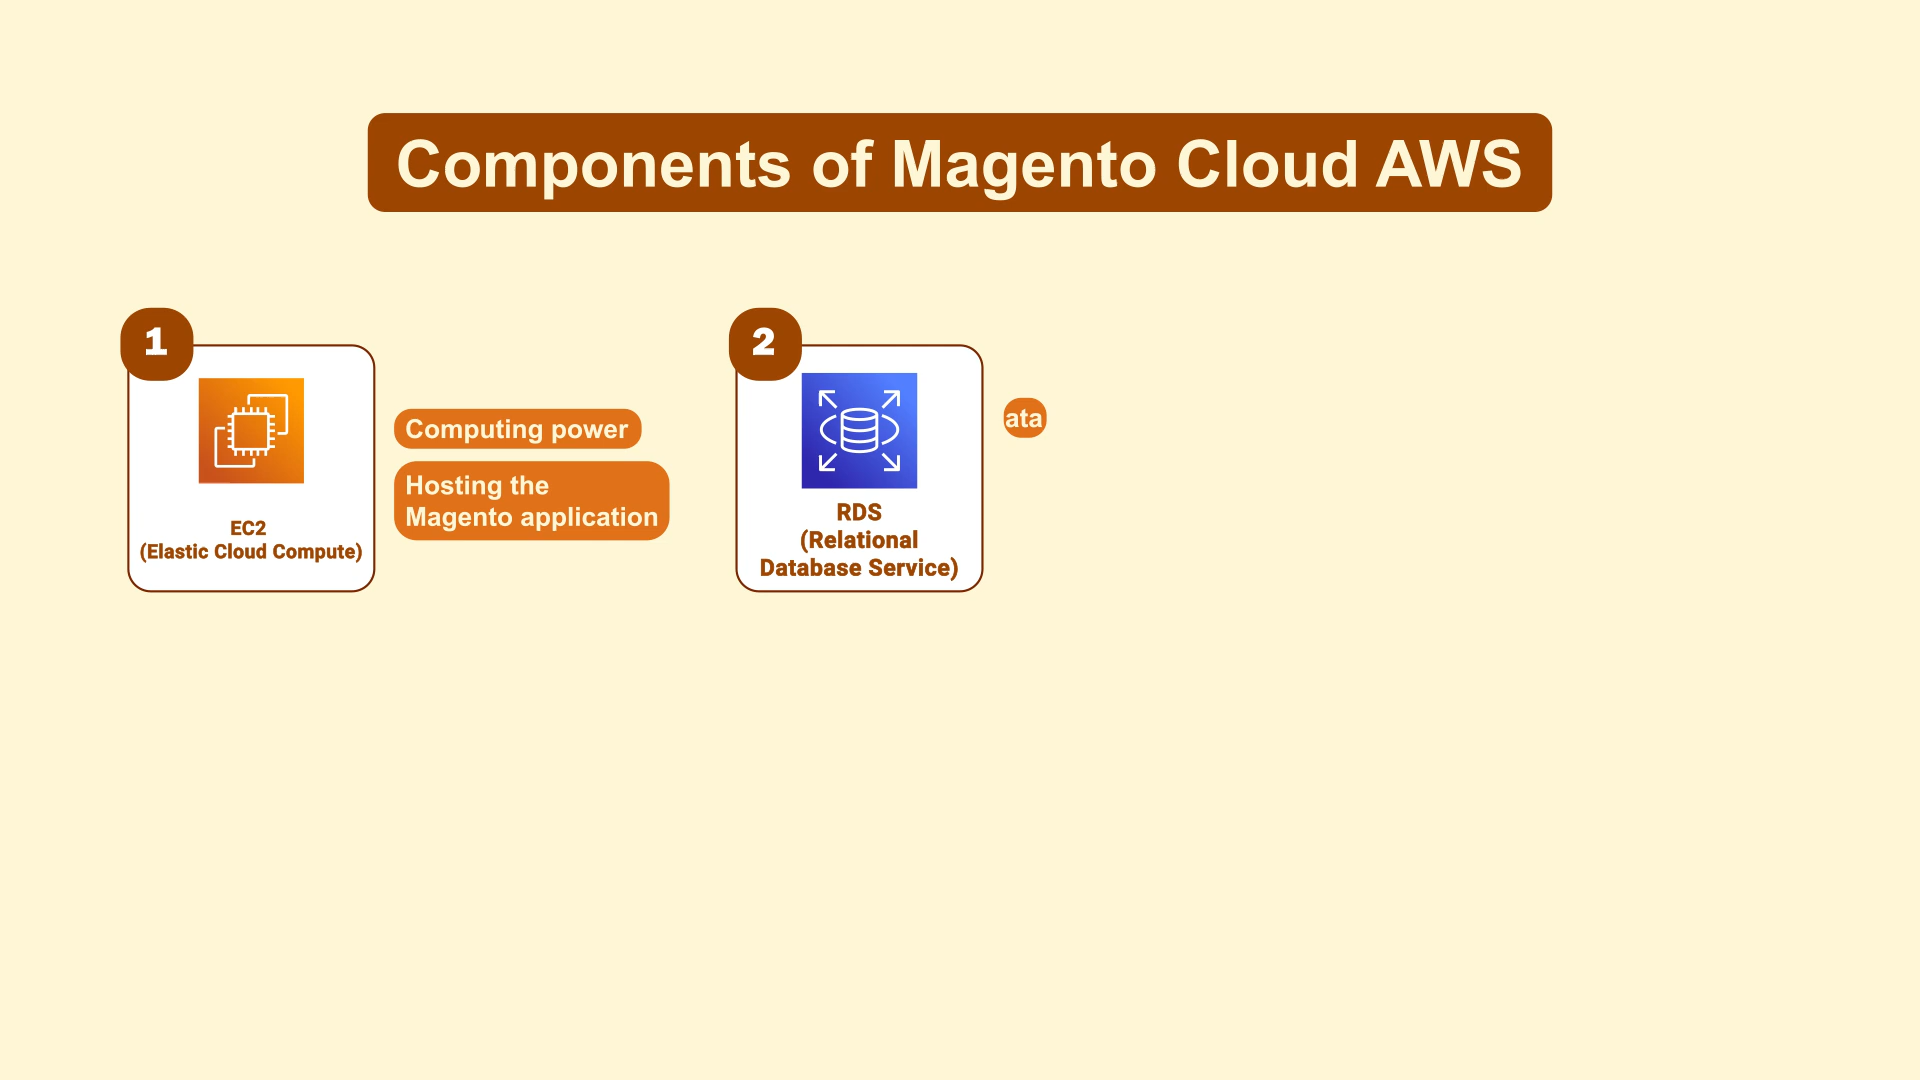 Components of Magento Cloud AWS
1
EC2
(Elastic Cloud Compute)
Computing power
Hosting the
Magento application
2
RDS
(Relational
Database Service)
ata